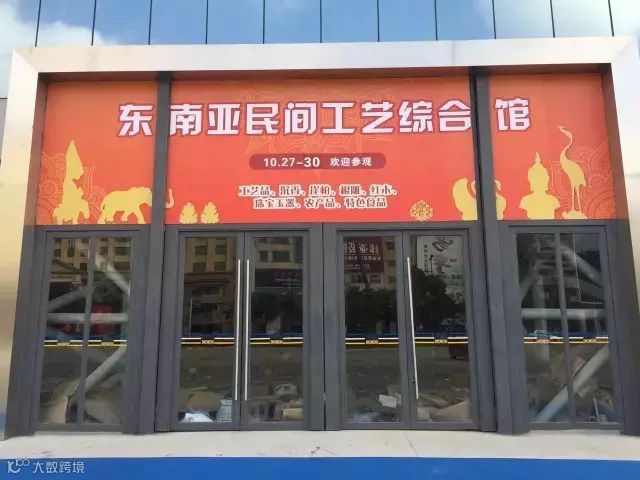 东南亚民间工艺综合馆
10.27-30 欢迎参观
工艺品、沉香、崖柏、根雕、红木、
珠宝玉器、农产品、特色食品
大数跨境